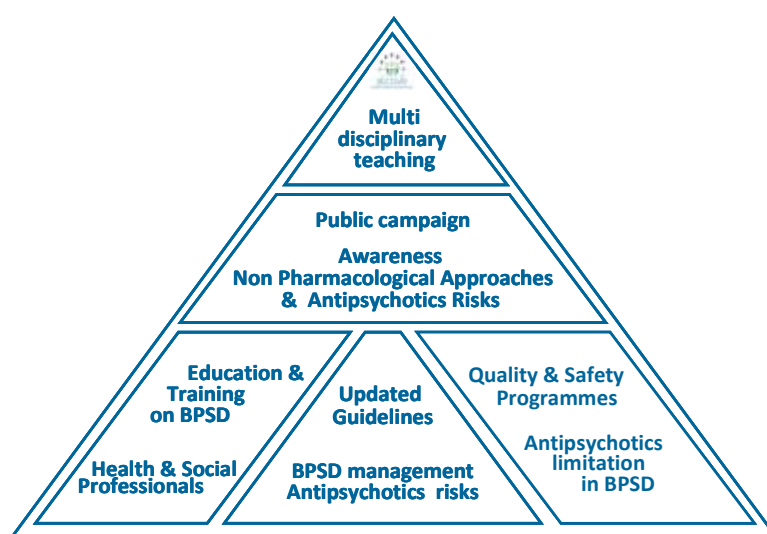 Multi
disciplinary
teaching
Public campaign
Awareness
Non Pharmacological Approaches
& Antipsychotics Risks
Education &
Training
on BPSD
Health & Social
Professionals
Updated
Guidelines
BPSD management
Antipsychotics risks
Quality & Safety
Programmes
Antipsychotics
limitation
in BPSD